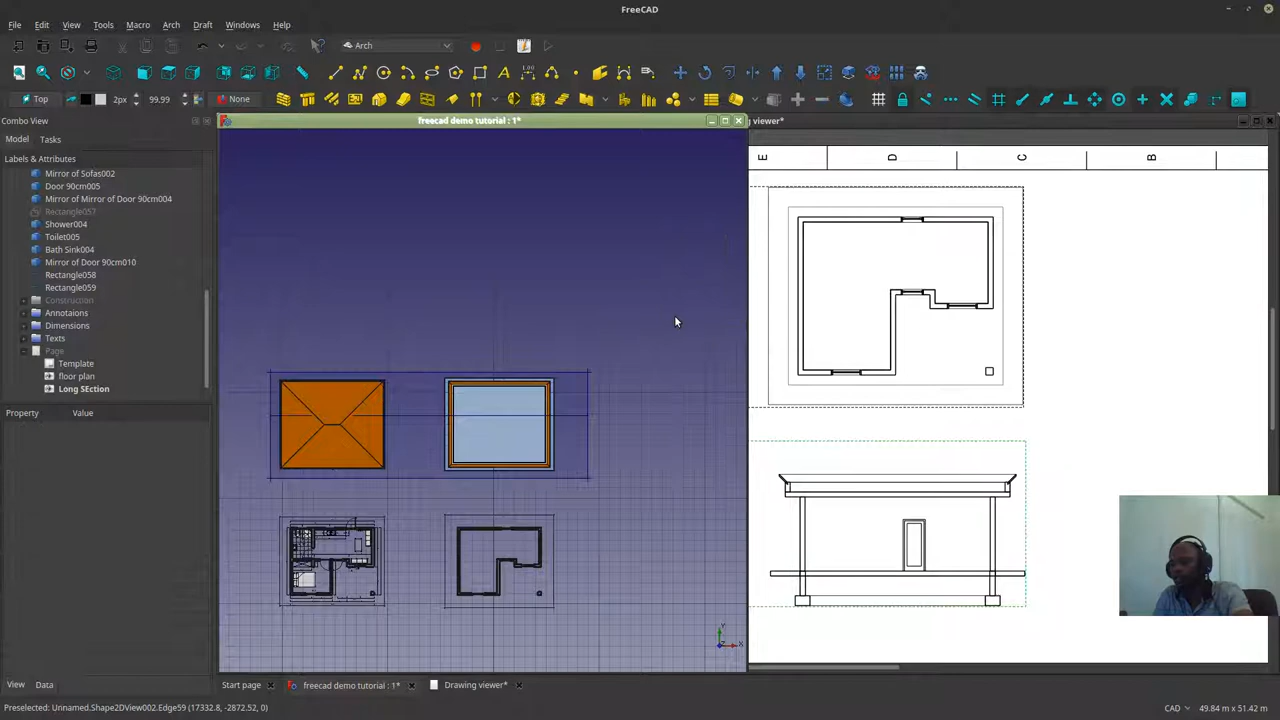 FreeCAD
File Edit View Tools Macro Arch Draft Windows Help
Arch
Top 2px 99.99 None
Combo View
freecad demo tutorial : 1*
g viewer*
Model Tasks
Labels & Attributes
Mirror of Sofas002
Door 90cm005
Mirror of Mirror of Door 90cm004
Rectangle057
Shower004
Toilet005
Bath Sink004
Mirror of Door 90cm010
Rectangle058
Rectangle059
Construction
Annotaions
Dimensions
Texts
Page
Template
floor plan
Long SEction
Property Value
E D C B
Y
X
View Data
Start page
freecad demo tutorial : 1*
Drawing viewer*
Preselected: Unnamed.Shape2DView002.Edge59 (17332.8, -2872.52, 0)
CAD
49.84 m x 51.42 m